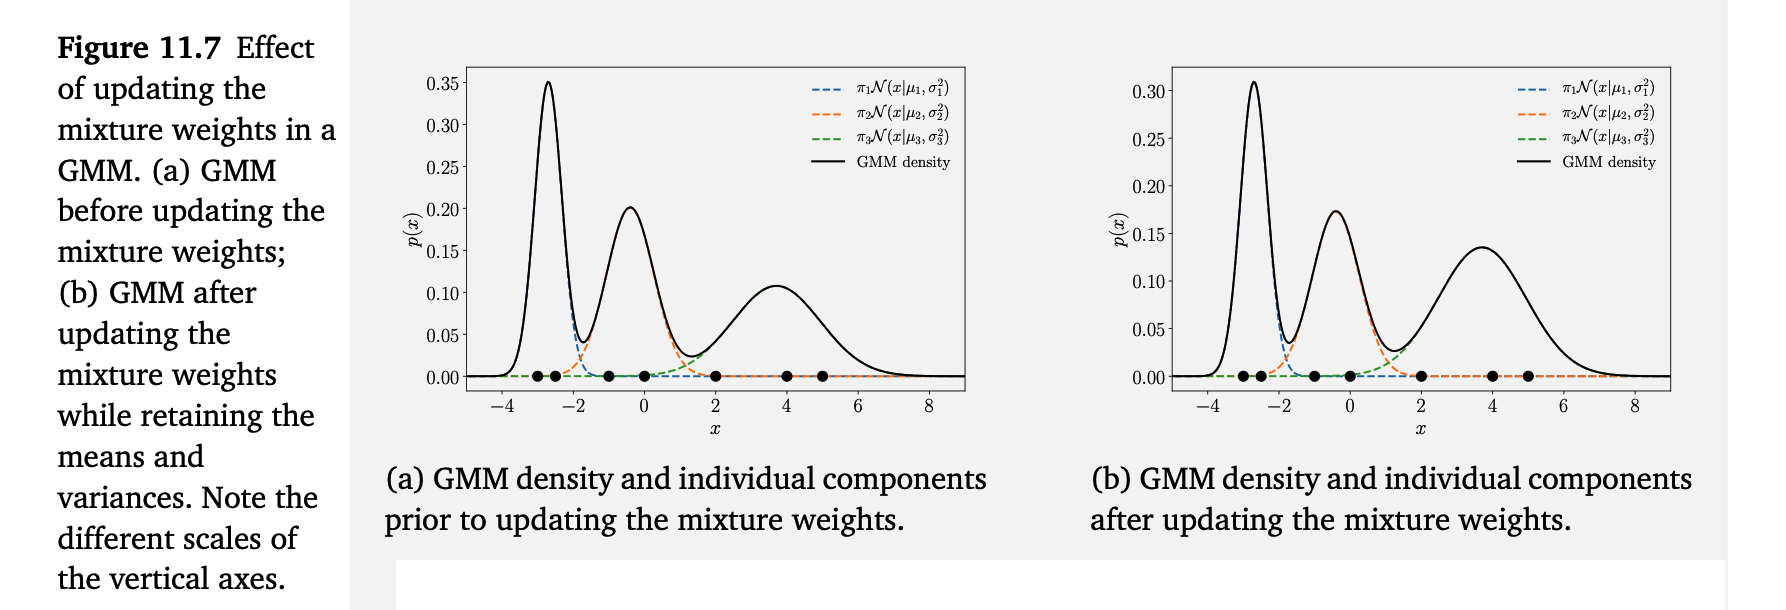 Figure 11.7 Effect
of updating the
mixture weights in a
GMM. (a) GMM
before updating the
mixture weights;
(b) GMM after
updating the
mixture weights
while retaining the
means and
variances. Note the
different scales of
the vertical axes.
0.35
0.30
0.25
0.20
0.15
0.10
0.05
0.00
p(x)
−4 −2 0 2 4 6 8
x
π₁𝒩(x|μ₁, σ₁²)
π₂𝒩(x|μ₂, σ₂²)
π₃𝒩(x|μ₃, σ₃²)
GMM density
(a) GMM density and individual components
prior to updating the mixture weights.
0.30
0.25
0.20
0.15
0.10
0.05
0.00
p(x)
−4 −2 0 2 4 6 8
x
π₁𝒩(x|μ₁, σ₁²)
π₂𝒩(x|μ₂, σ₂²)
π₃𝒩(x|μ₃, σ₃²)
GMM density
(b) GMM density and individual components
after updating the mixture weights.